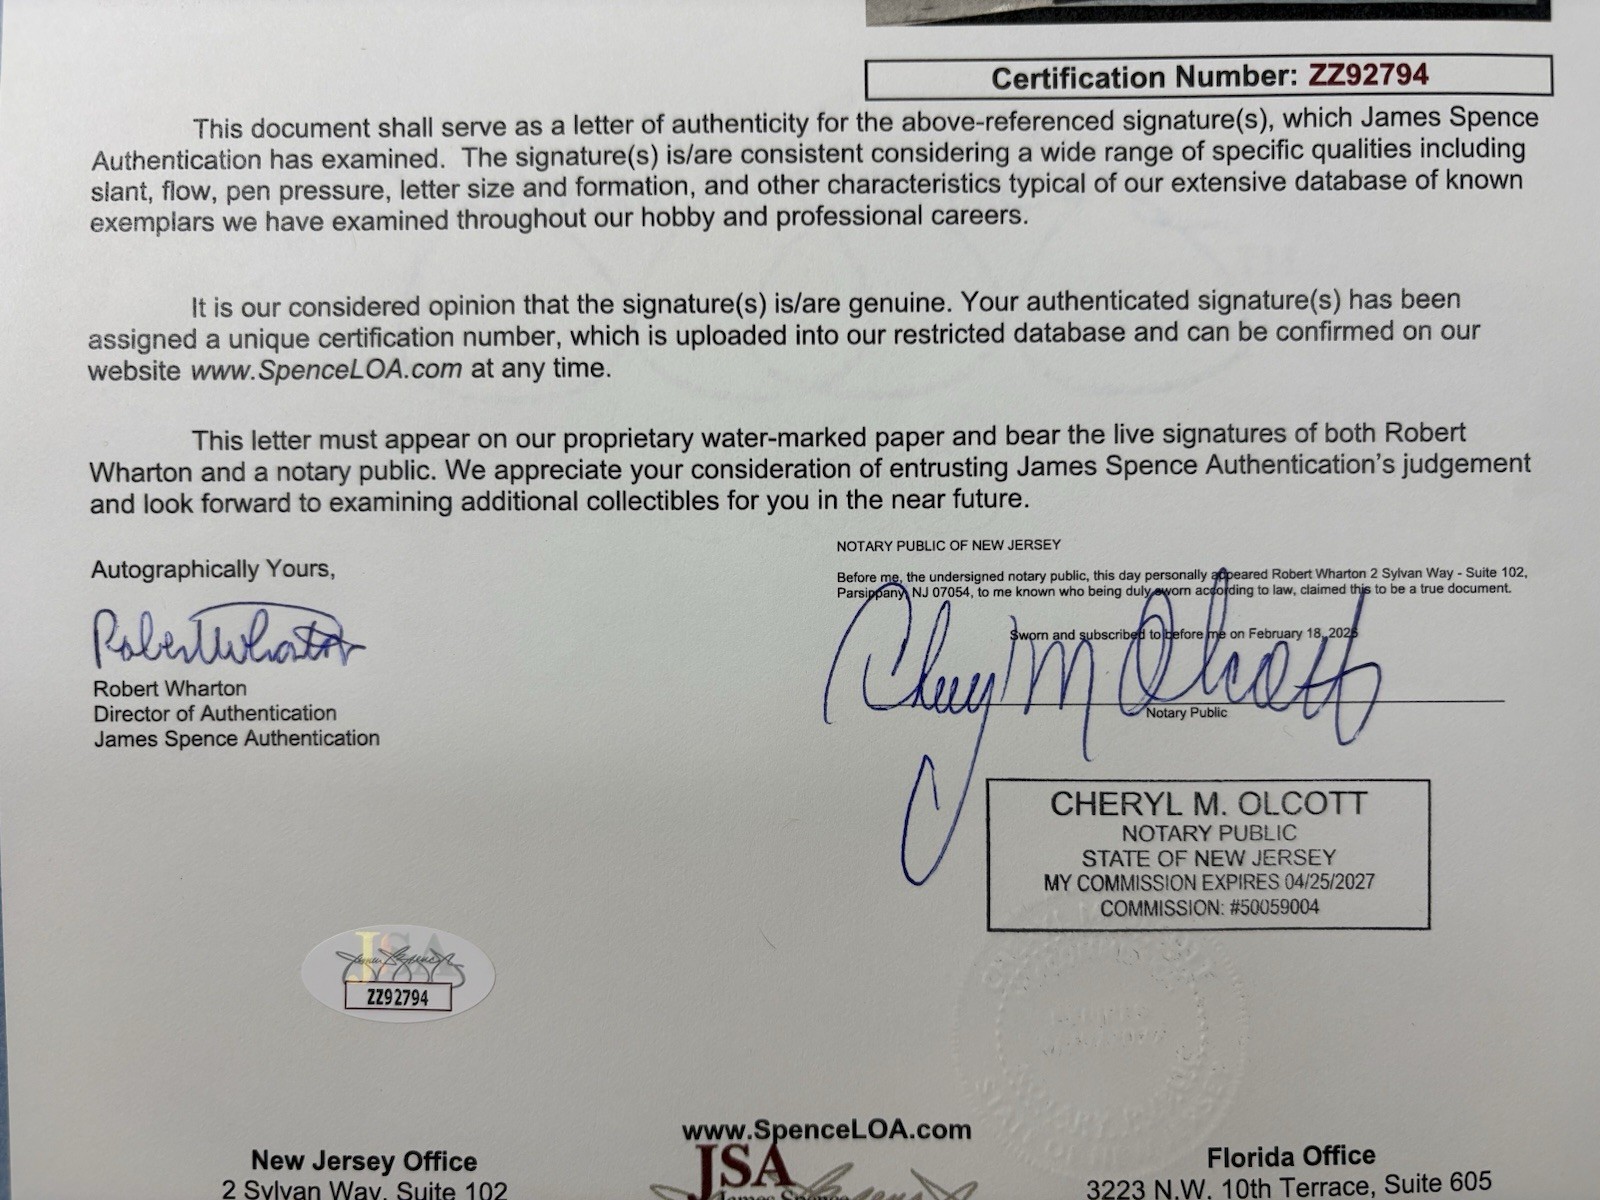 Certification Number: ZZ92794
This document shall serve as a letter of authenticity for the above-referenced signature(s), which James Spence
Authentication has examined. The signature(s) is/are consistent considering a wide range of specific qualities including
slant, flow, pen pressure, letter size and formation, and other characteristics typical of our extensive database of known
exemplars we have examined throughout our hobby and professional careers.
It is our considered opinion that the signature(s) is/are genuine. Your authenticated signature(s) has been
assigned a unique certification number, which is uploaded into our restricted database and can be confirmed on our
website www.SpenceLOA.com at any time.
This letter must appear on our proprietary water-marked paper and bear the live signatures of both Robert
Wharton and a notary public. We appreciate your consideration of entrusting James Spence Authentication's judgement
and look forward to examining additional collectibles for you in the near future.
Autographically Yours,
Robert Wharton
Robert Wharton
Director of Authentication
James Spence Authentication
NOTARY PUBLIC OF NEW JERSEY
Before me, the undersigned notary public, this day personally appeared Robert Wharton 2 Sylvan Way - Suite 102,
Parsippany, NJ 07054, to me known who being duly sworn according to law, claimed this to be a true document.
Sworn and subscribed to before me on February 18,
Cheryl M Olcott
Notary Public
CHERYL M. OLCOTT
NOTARY PUBLIC
STATE OF NEW JERSEY
MY COMMISSION EXPIRES 04/25/2027
COMMISSION: #50059004
JSA
James Spence
ZZ92794
www.SpenceLOA.com
JSA
James Spence
New Jersey Office
2 Sylvan Way, Suite 102
Florida Office
3223 N.W. 10th Terrace, Suite 605